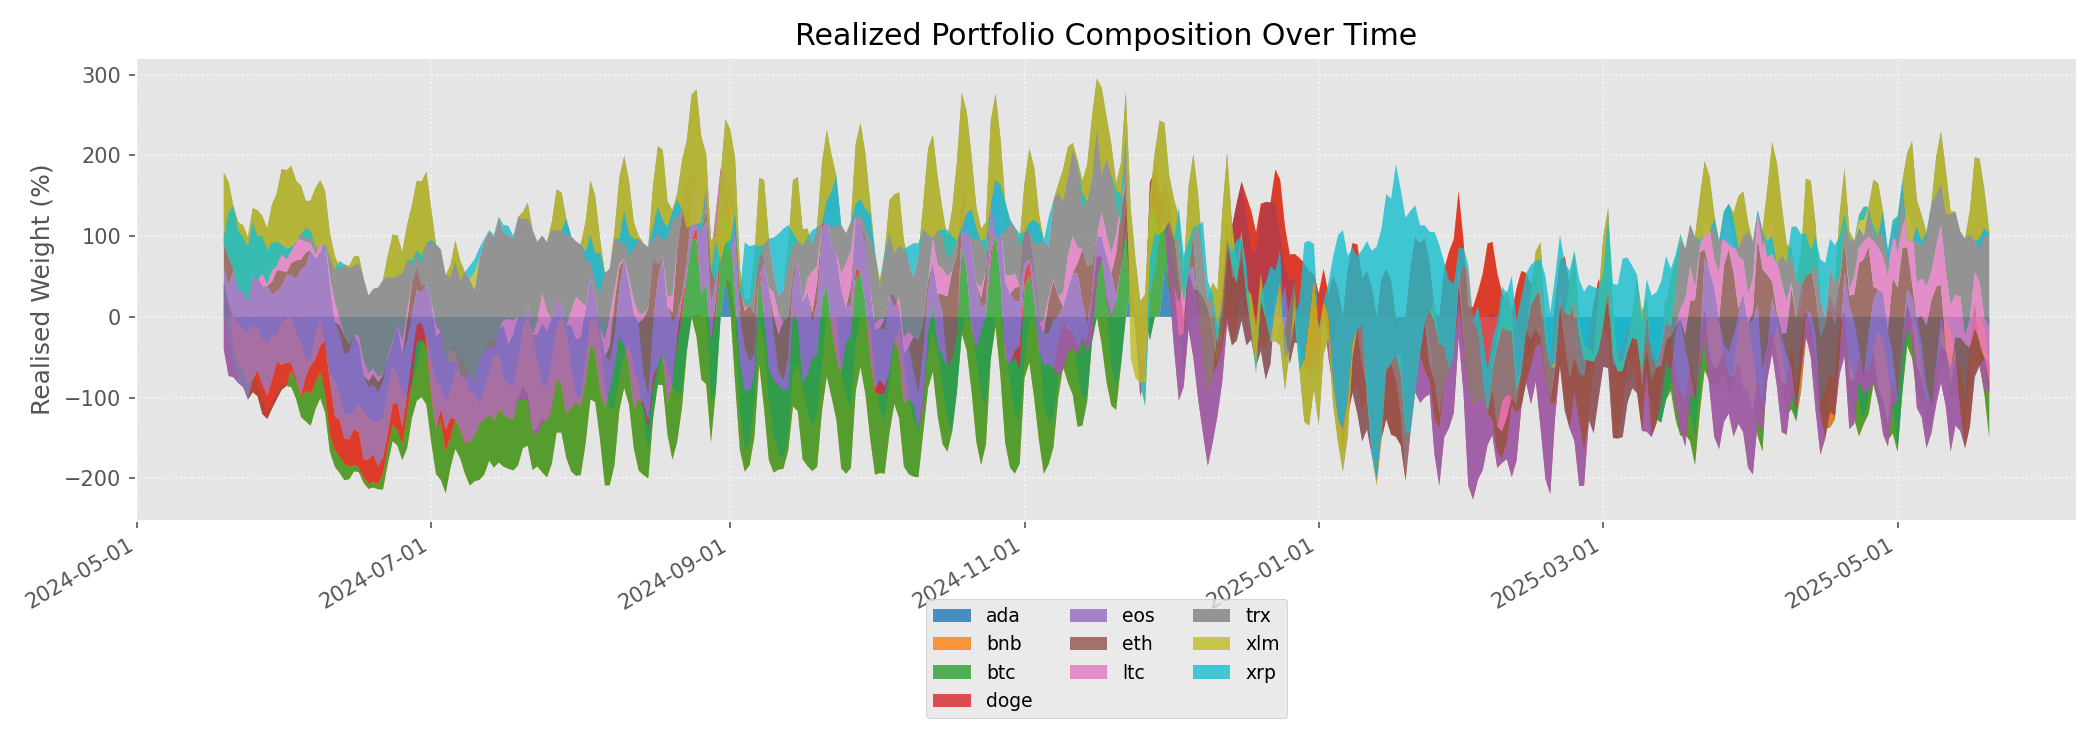 Realized Portfolio Composition Over Time
Realised Weight (%)
300
200
100
0
−100
−200
2024-05-01
2024-07-01
2024-09-01
2024-11-01
2025-01-01
2025-03-01
2025-05-01
ada
bnb
btc
doge
eos
eth
ltc
trx
xlm
xrp